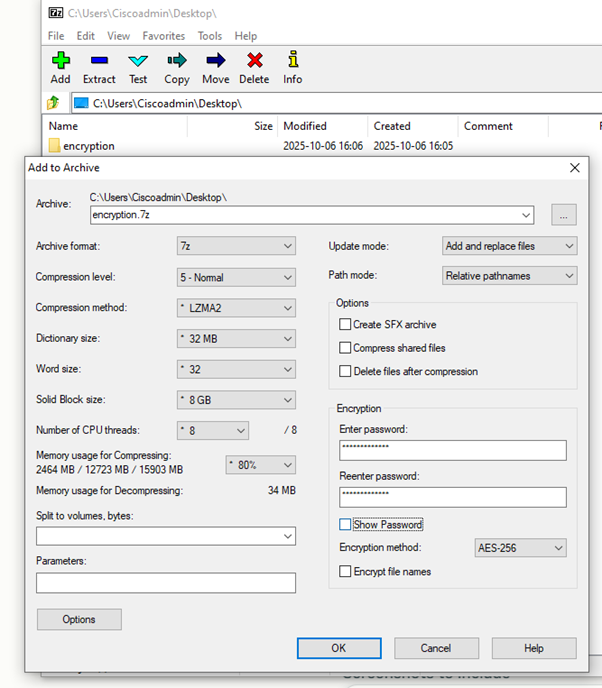 C:\Users\Ciscoadmin\Desktop\
File Edit View Favorites Tools Help
Add Extract Test Copy Move Delete Info
C:\Users\Ciscoadmin\Desktop\
Name Size Modified Created Comment
encryption 2025-10-06 16:06 2025-10-06 16:05
Add to Archive
Archive: C:\Users\Ciscoadmin\Desktop\
encryption.7z
...
Archive format: 7z
Compression level: 5 - Normal
Compression method: * LZMA2
Dictionary size: * 32 MB
Word size: * 32
Solid Block size: * 8 GB
Number of CPU threads: * 8 / 8
Memory usage for Compressing:
2464 MB / 12723 MB / 15903 MB * 80%
Memory usage for Decompressing: 34 MB
Split to volumes, bytes:
Parameters:
Options
Update mode: Add and replace files
Path mode: Relative pathnames
Options
Create SFX archive
Compress shared files
Delete files after compression
Encryption
Enter password:
*************
Reenter password:
*************
Show Password
Encryption method: AES-256
Encrypt file names
OK Cancel Help